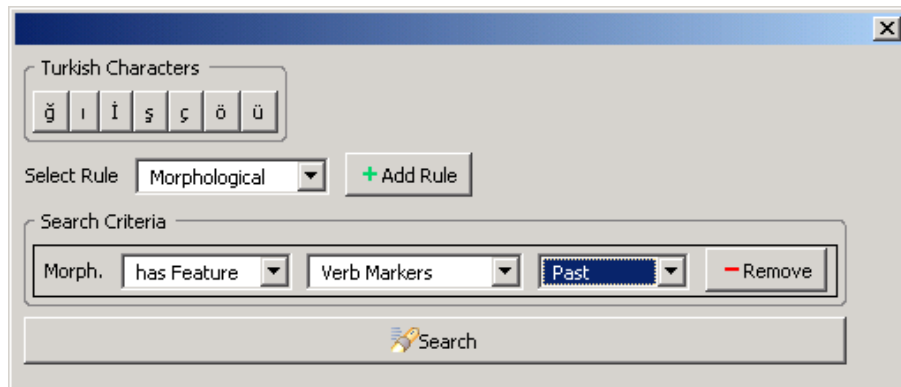 Turkish Characters
ğ ı İ ş ç ö ü
Select Rule Morphological + Add Rule
Search Criteria
Morph. has Feature Verb Markers Past Remove
Search